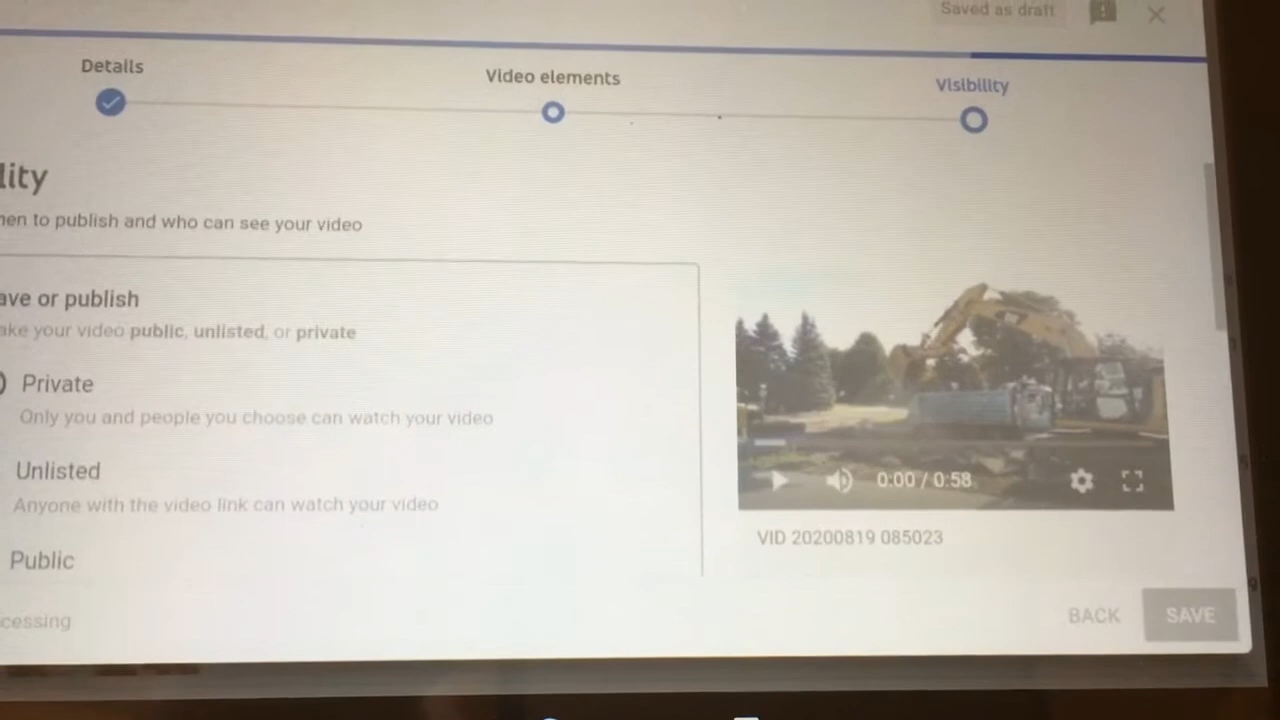 Saved as draft
Details
Video elements
Visibility
lity
hen to publish and who can see your video
ave or publish
ake your video public, unlisted, or private
Private
Only you and people you choose can watch your video
Unlisted
Anyone with the video link can watch your video
Public
0:00 / 0:58
VID 20200819 085023
cessing
BACK
SAVE